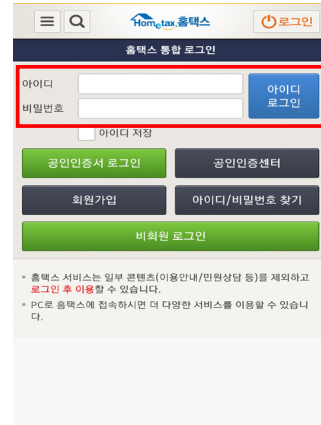 Hometax. 홈택스
로그인
홈택스 통합 로그인
아이디
비밀번호
아이디
로그인
아이디 저장
공인인증서 로그인
공인인증센터
회원가입
아이디/비밀번호 찾기
비회원 로그인
홈택스 서비스는 일부 콘텐츠(이용안내/민원상담 등)를 제외하고
로그인 후 이용할 수 있습니다.
PC로 홈택스에 접속하시면 더 다양한 서비스를 이용할 수 있습니
다.